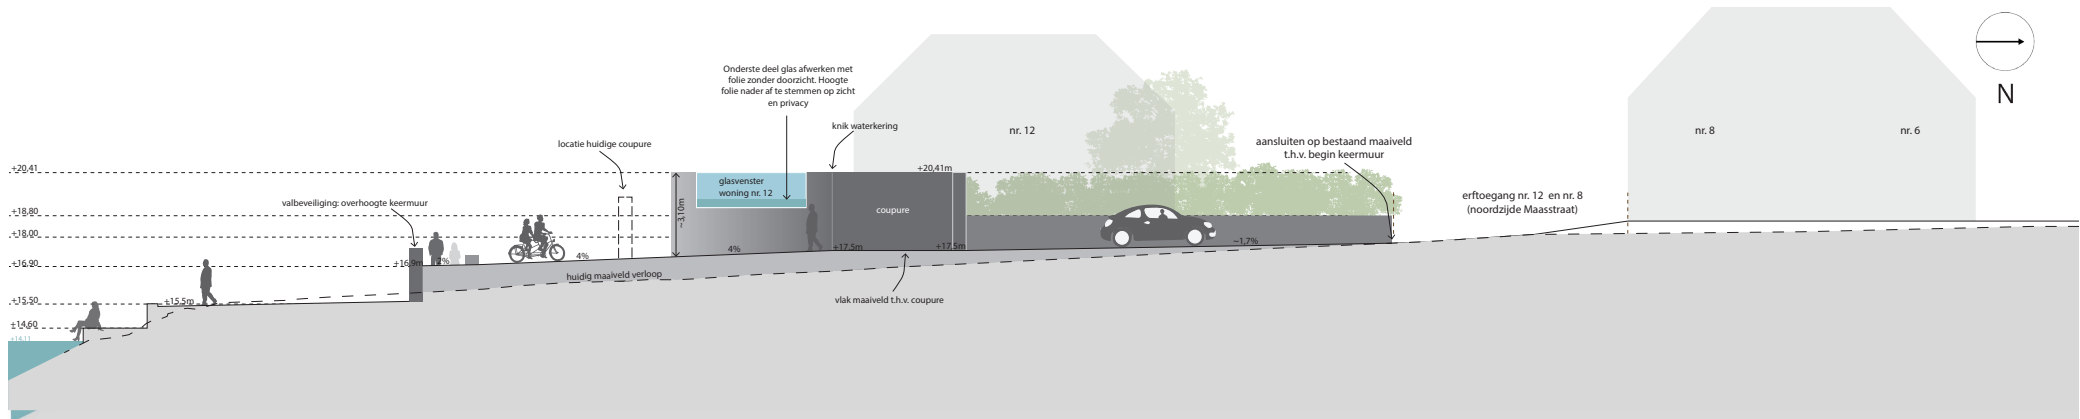 Onderste deel glas afwerken met
folie zonder doorzicht. Hoogte
folie nader af te stemmen op zicht
en privacy
N
knik waterkering
nr. 12
nr. 8
nr. 6
locatie huidige coupure
aansluiten op bestaand maaiveld
t.h.v. begin keermuur
+20,41
+20,41m
glasvenster
woning nr. 12
erftoegang nr. 12 en nr. 8
(noordzijde Maasstraat)
valbeveiliging: overhoogte keermuur
~3,10m
coupure
+18,80
+18,00
4%
+17.5m
+17.5m
~1,7%
+16,90
+16,9m
2%
4%
huidig maaiveld verloop
vlak maaiveld t.h.v. coupure
+15,50
+15.5m
+14,60
+14,11